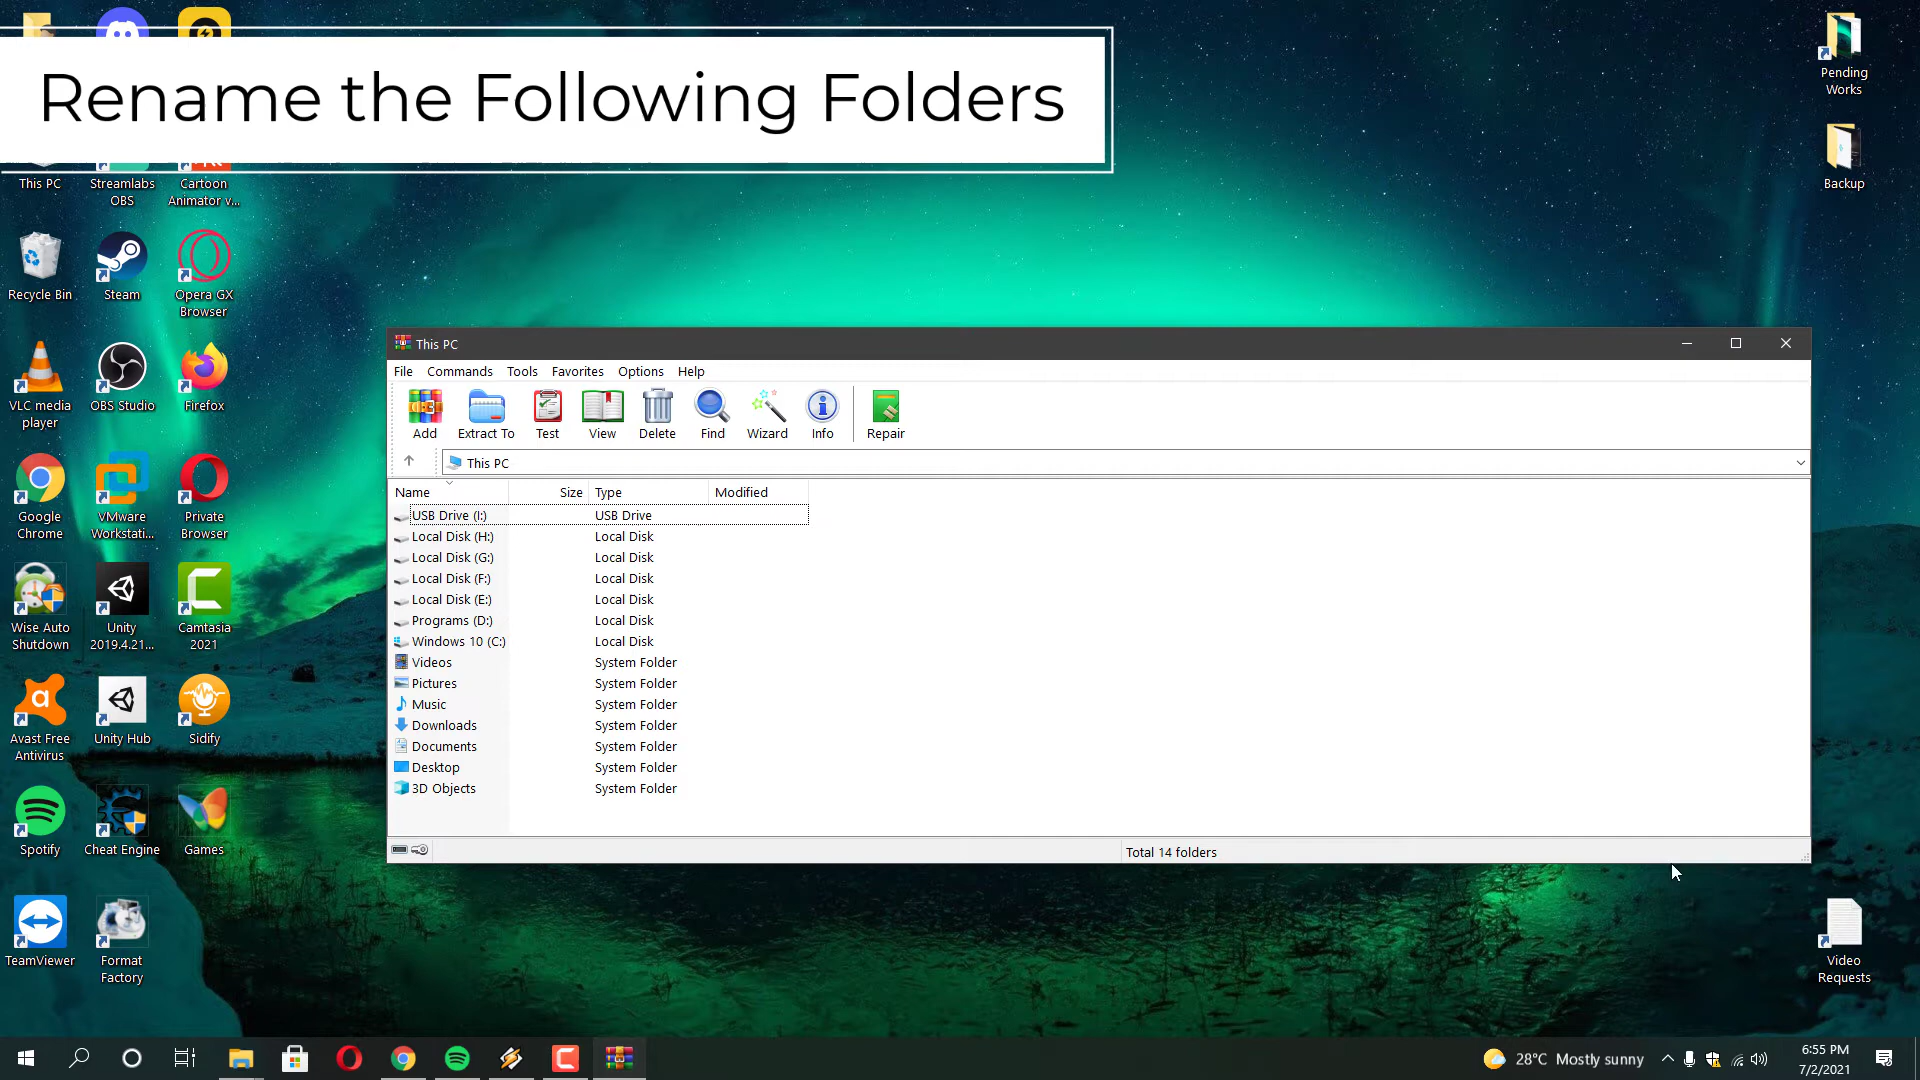 Rename the Following Folders
This PC
Streamlabs
OBS
Cartoon
Animator v...
Recycle Bin
Steam
Opera GX
Browser
VLC media
player
OBS Studio
Firefox
Google
Chrome
VMware
Workstati...
Private
Browser
Wise Auto
Shutdown
Unity
2019.4.21...
Camtasia
2021
Avast Free
Antivirus
Unity Hub
Sidify
Spotify
Cheat Engine
Games
TeamViewer
Format
Factory
Pending
Works
Backup
Video
Requests
This PC
File Commands Tools Favorites Options Help
Add Extract To Test View Delete Find Wizard Info Repair
This PC
Name Size Type Modified
USB Drive (I:) USB Drive
Local Disk (H:) Local Disk
Local Disk (G:) Local Disk
Local Disk (F:) Local Disk
Local Disk (E:) Local Disk
Programs (D:) Local Disk
Windows 10 (C:) Local Disk
Videos System Folder
Pictures System Folder
Music System Folder
Downloads System Folder
Documents System Folder
Desktop System Folder
3D Objects System Folder
Total 14 folders
28°C Mostly sunny
6:55 PM
7/2/2021